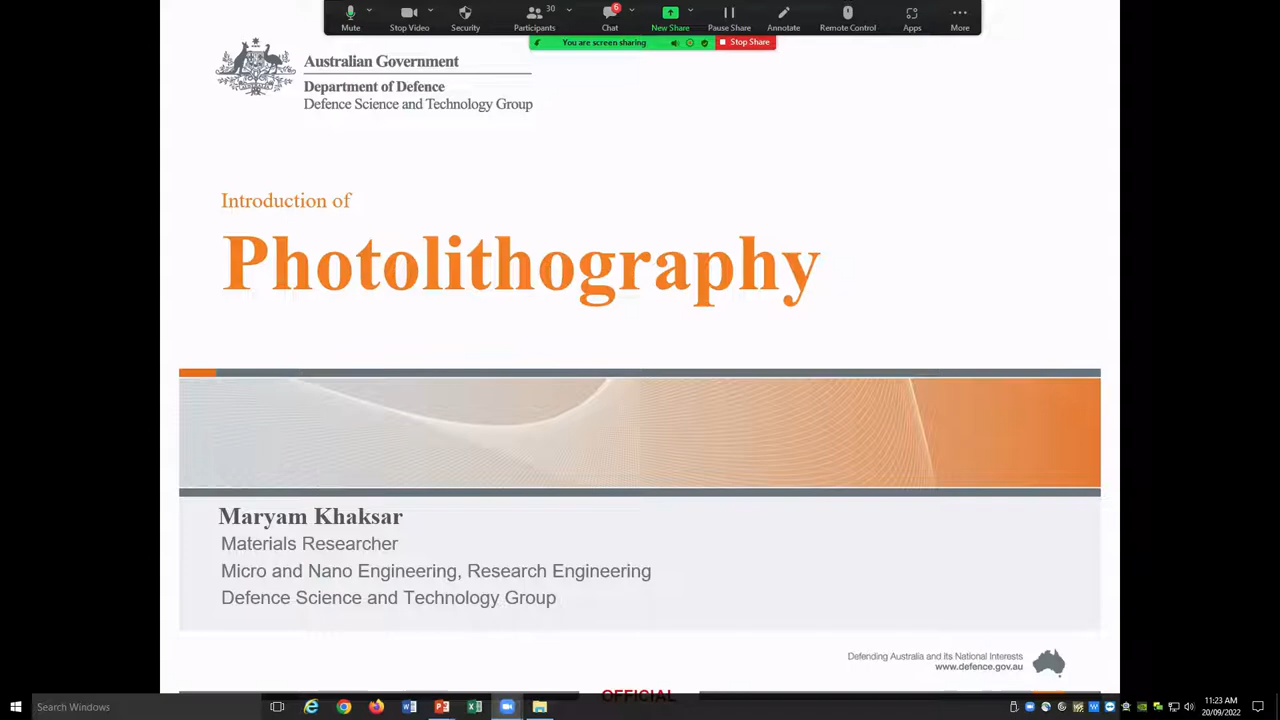 30
6
Mute
Stop Video
Security
Participants
Chat
New Share
Pause Share
Annotate
Remote Control
Apps
More
You are screen sharing
Stop Share
Australian Government
Department of Defence
Defence Science and Technology Group
Introduction of
Photolithography
Maryam Khaksar
Materials Researcher
Micro and Nano Engineering, Research Engineering
Defence Science and Technology Group
Defending Australia and its National Interests
www.defence.gov.au
OFFICIAL
Search Windows
11:23 AM
20/09/2022